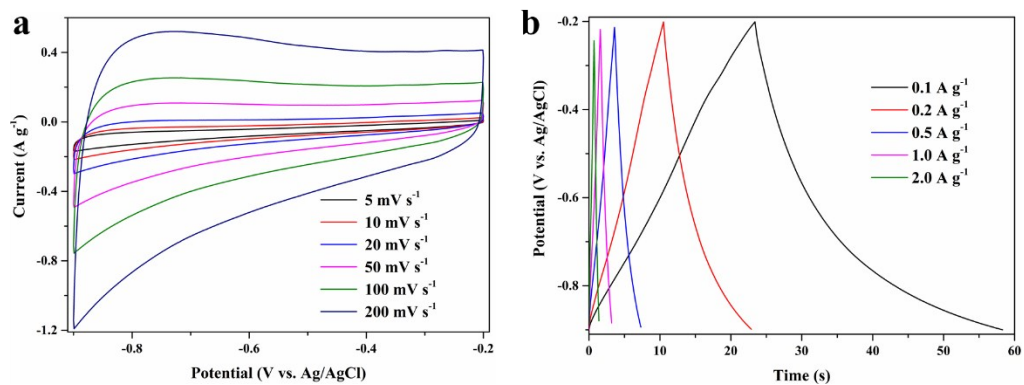 a
Current (A g⁻¹)
0.4
0.0
-0.4
-0.8
-1.2
5 mV s⁻¹
10 mV s⁻¹
20 mV s⁻¹
50 mV s⁻¹
100 mV s⁻¹
200 mV s⁻¹
-0.8 -0.6 -0.4 -0.2
Potential (V vs. Ag/AgCl)
b
Potential (V vs. Ag/AgCl)
-0.2
-0.4
-0.6
-0.8
0.1 A g⁻¹
0.2 A g⁻¹
0.5 A g⁻¹
1.0 A g⁻¹
2.0 A g⁻¹
0 10 20 30 40 50 60
Time (s)